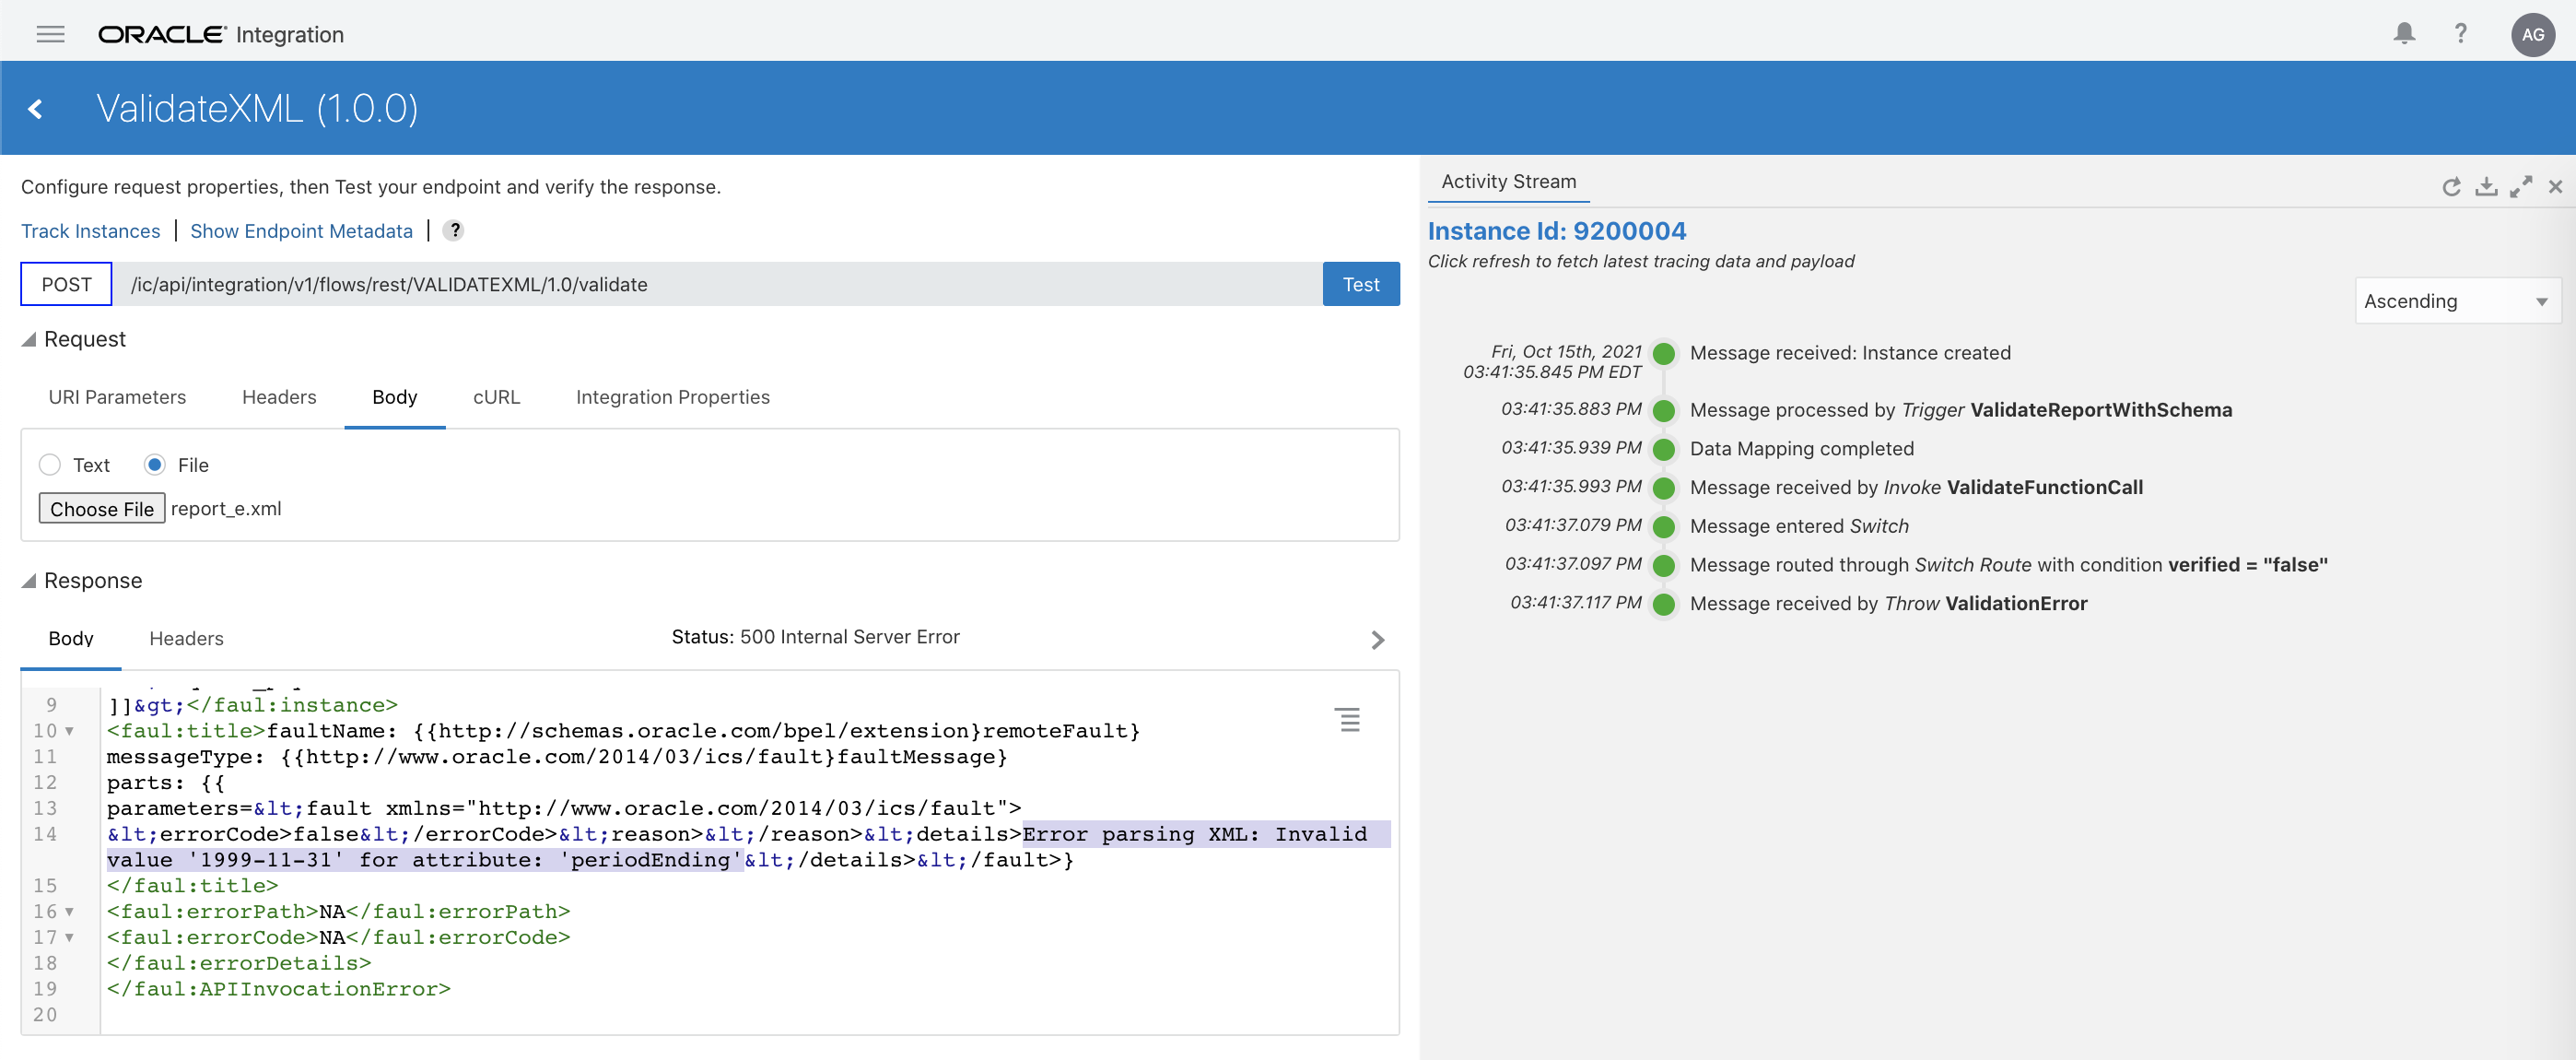 ORACLE Integration
AG
ValidateXML (1.0.0)
Configure request properties, then Test your endpoint and verify the response.
Track Instances | Show Endpoint Metadata | ?
POST /ic/api/integration/v1/flows/rest/VALIDATEXML/1.0/validate Test
Request
URI Parameters Headers Body cURL Integration Properties
Text File
Choose File report_e.xml
Response
Body Headers Status: 500 Internal Server Error
9 ]]&gt;</faul:instance>
10 <faul:title>faultName: {{http://schemas.oracle.com/bpel/extension}remoteFault}
11 messageType: {{http://www.oracle.com/2014/03/ics/fault}faultMessage}
12 parts: {{
13 parameters=&lt;fault xmlns="http://www.oracle.com/2014/03/ics/fault">
14 &lt;errorCode>false&lt;/errorCode>&lt;reason>&lt;/reason>&lt;details>Error parsing XML: Invalid
value '1999-11-31' for attribute: 'periodEnding'&lt;/details>&lt;/fault>}
15 </faul:title>
16 <faul:errorPath>NA</faul:errorPath>
17 <faul:errorCode>NA</faul:errorCode>
18 </faul:errorDetails>
19 </faul:APIInvocationError>
20
Activity Stream
Instance Id: 9200004
Click refresh to fetch latest tracing data and payload
Ascending
Fri, Oct 15th, 2021
03:41:35.845 PM EDT Message received: Instance created
03:41:35.883 PM Message processed by Trigger ValidateReportWithSchema
03:41:35.939 PM Data Mapping completed
03:41:35.993 PM Message received by Invoke ValidateFunctionCall
03:41:37.079 PM Message entered Switch
03:41:37.097 PM Message routed through Switch Route with condition verified = "false"
03:41:37.117 PM Message received by Throw ValidationError